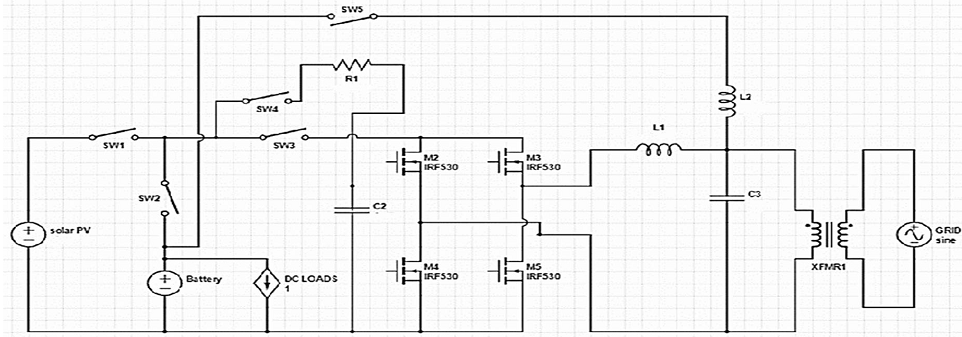 SW5
R1
SW4
L2
L1
SW1
SW3
M2
IRF530
M3
IRF530
SW2
C2
C3
solar PV
GRID
sine
XFMR1
Battery
DC LOADS
1
M4
IRF530
M5
IRF530